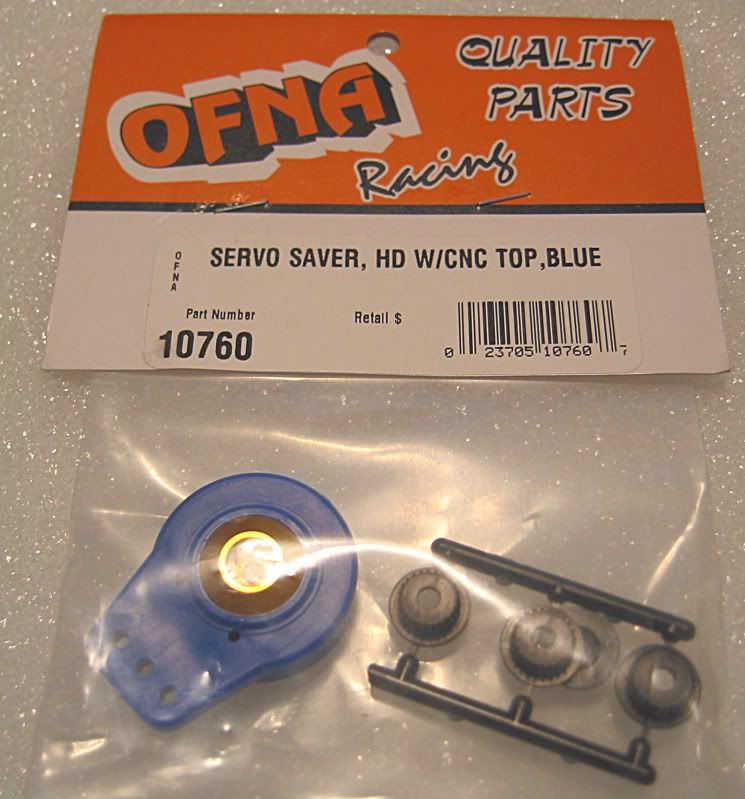 OFNA
Racing
QUALITY
PARTS
OFNA
SERVO SAVER, HD W/CNC TOP,BLUE
Part Number
10760
Retail $
0 23705 10760 7